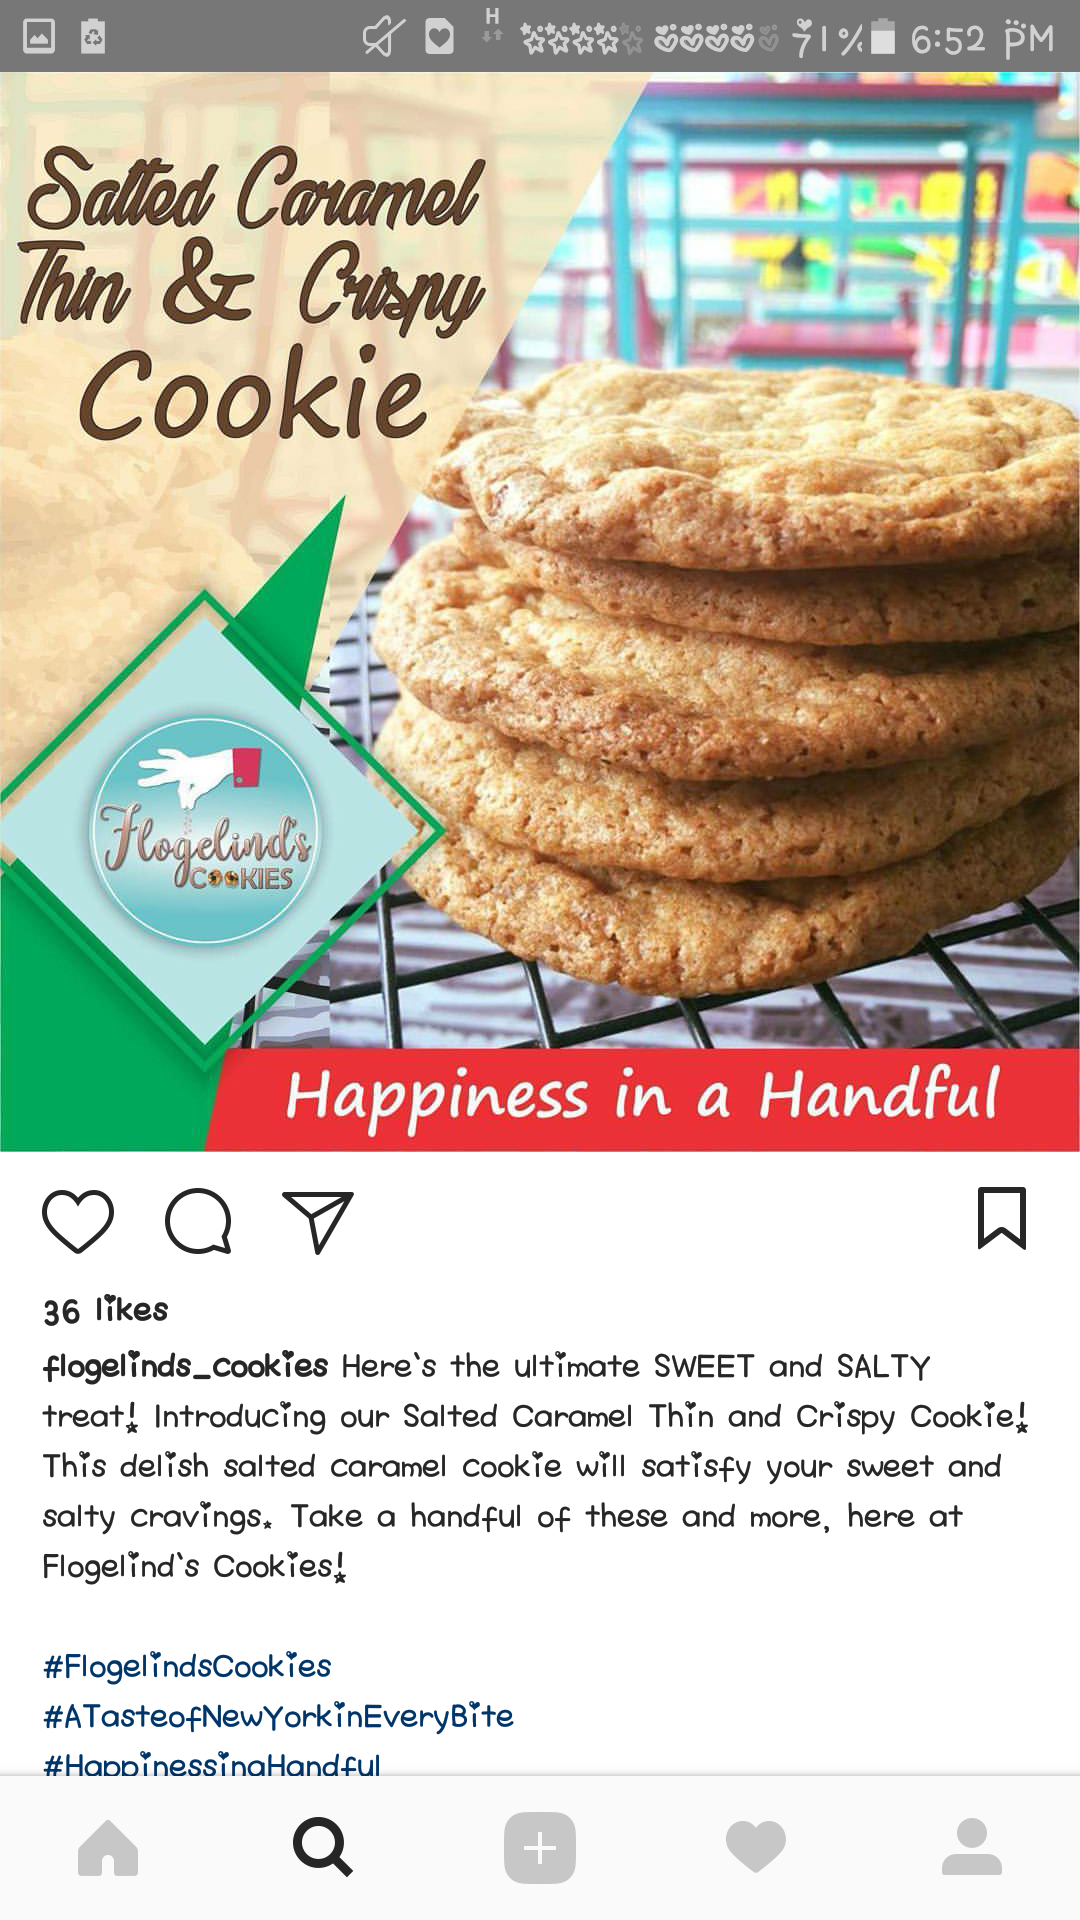 H
71% 6:52 PM
Salted Caramel
Thin & Crispy
Cookie
Flogelind's
COOKIES
Happiness in a Handful
36 likes
flogelinds_cookies Here`s the ultimate SWEET and SALTY
treat! Introducing our Salted Caramel Thin and Crispy Cookie!
This delish salted caramel cookie will satisfy your sweet and
salty cravings. Take a handful of these and more, here at
Flogelind`s Cookies!
#FlogelindsCookies
#ATasteofNewYorkinEveryBite
#HappinessinaHandful